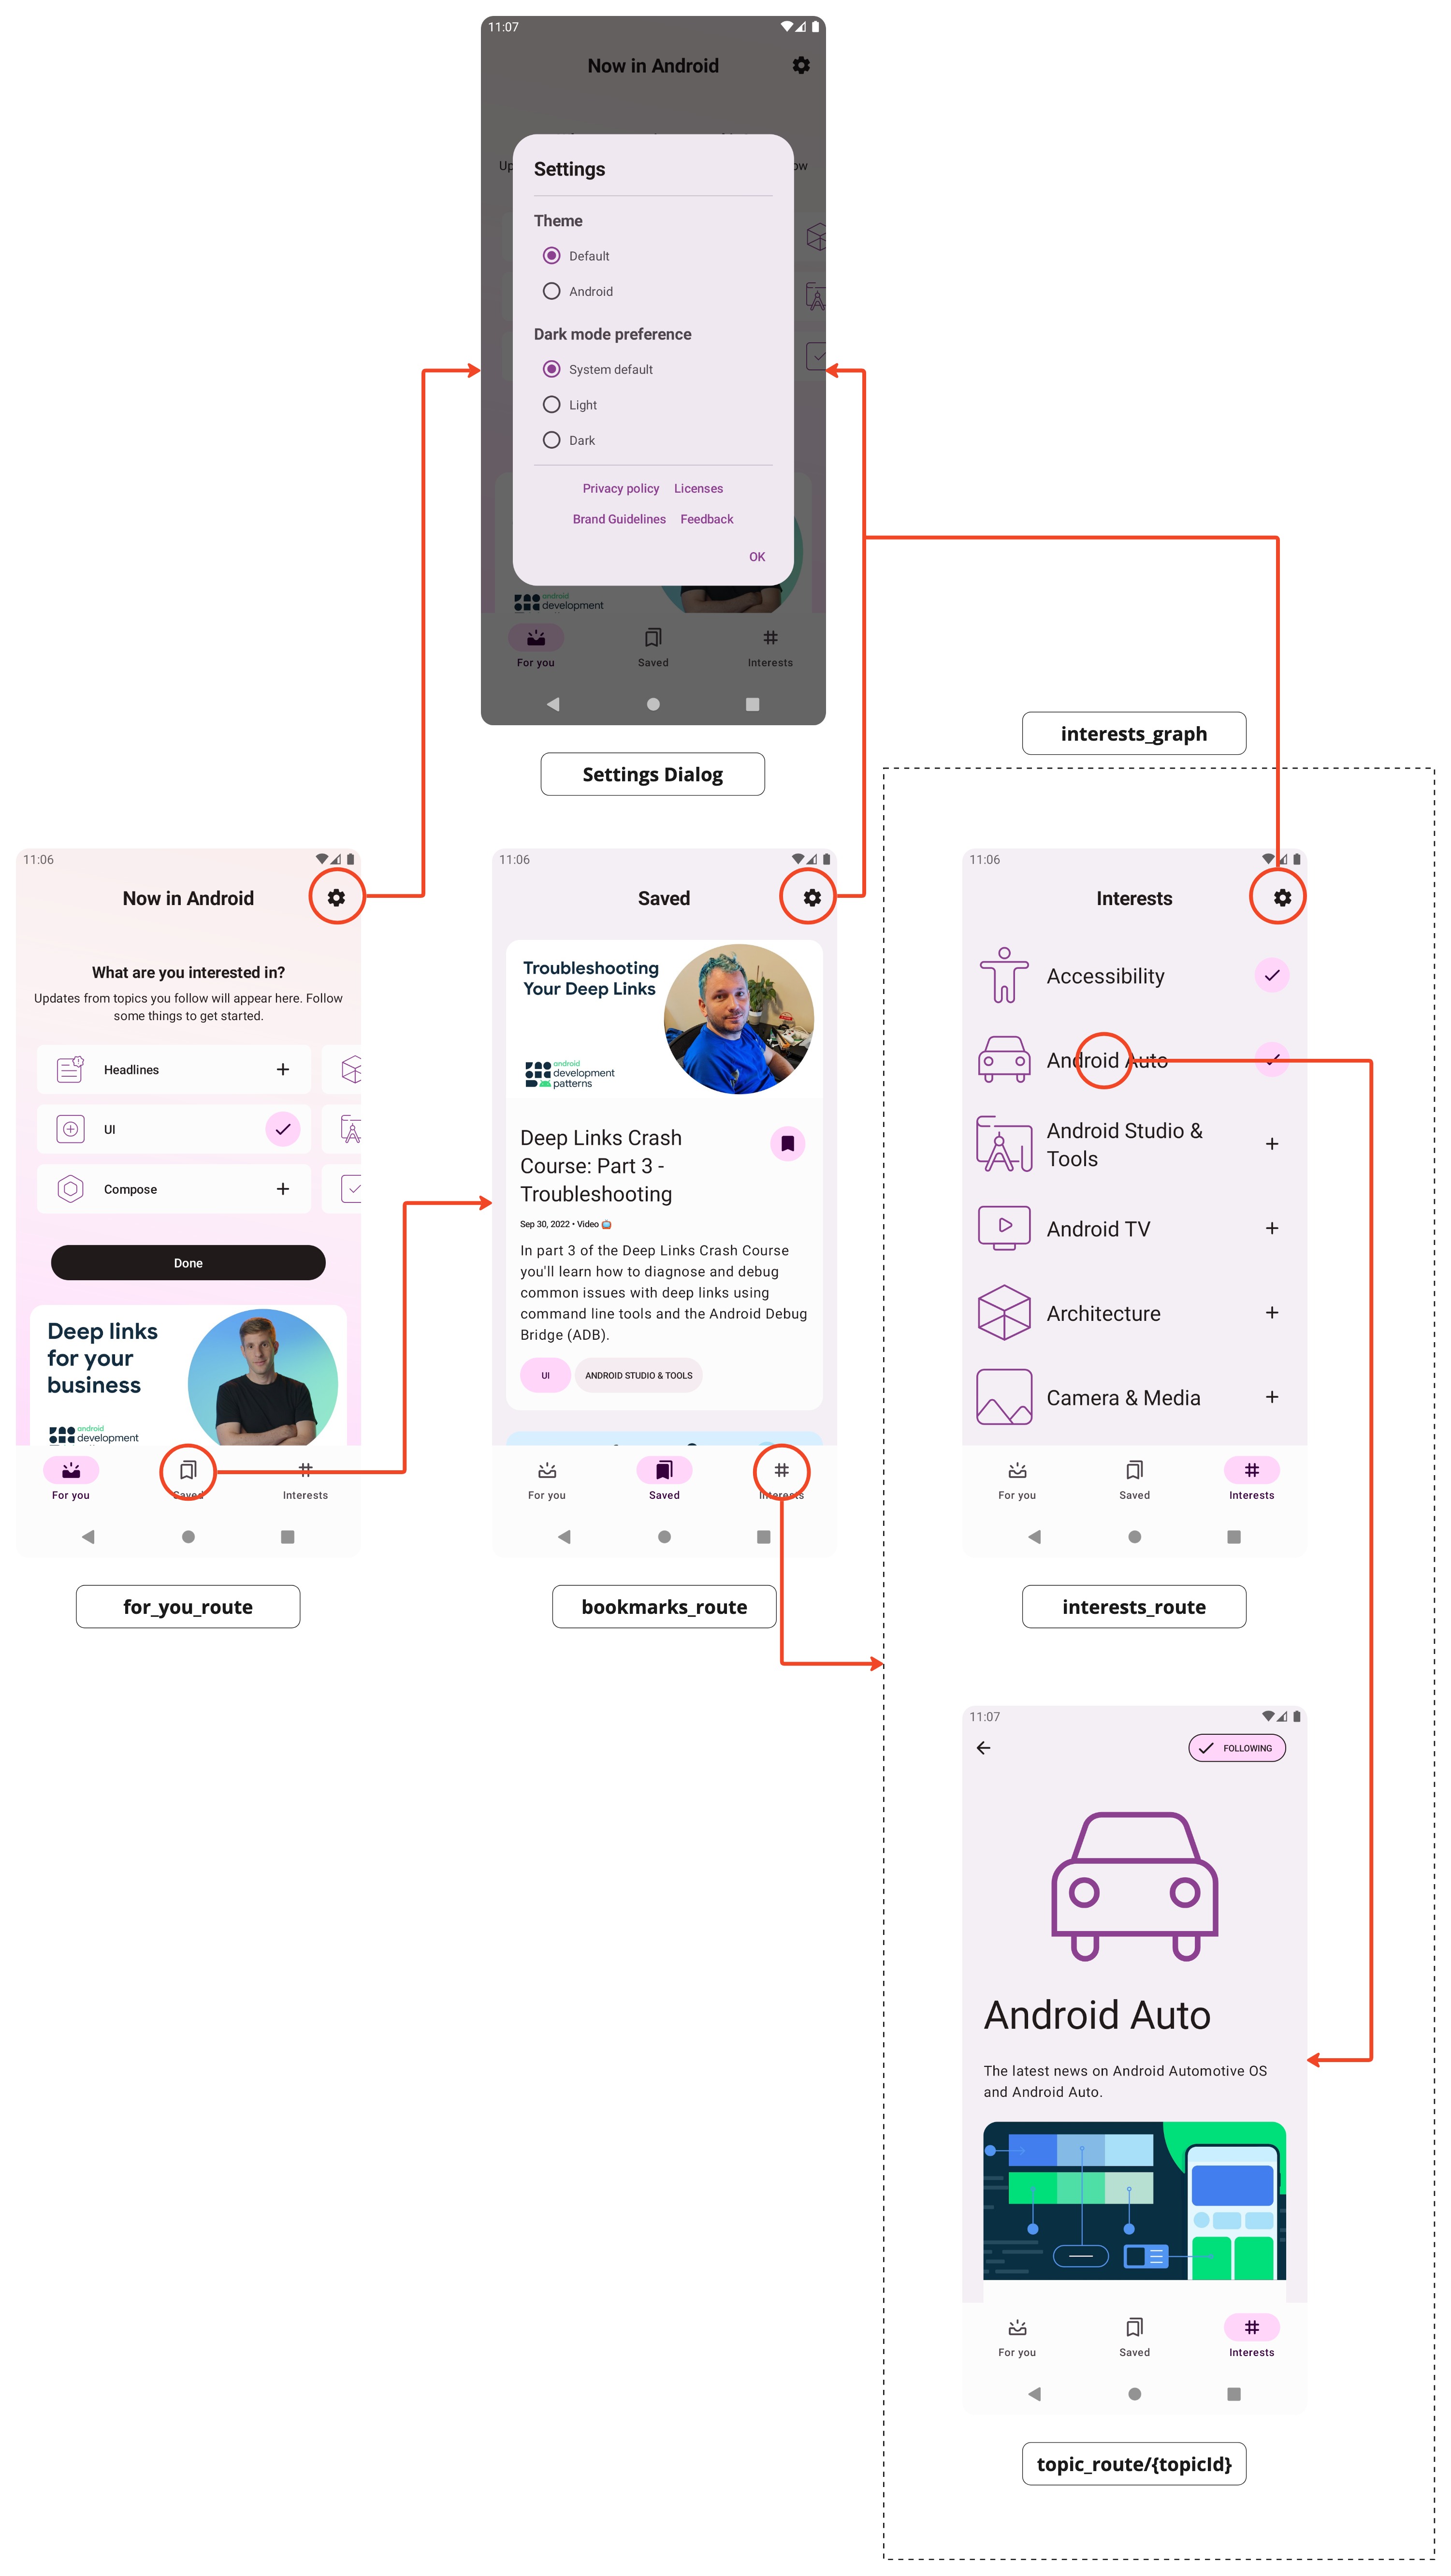 11:07
Now in Android
Up
ow
Settings
Theme
Default
Android
Dark mode preference
System default
Light
Dark
Privacy policy Licenses
Brand Guidelines Feedback
OK
android
development
For you Saved Interests
Settings Dialog
interests_graph
11:06
Now in Android
What are you interested in?
Updates from topics you follow will appear here. Follow
some things to get started.
Headlines
UI
Compose
Done
Deep links
for your
business
android
development
For you Saved Interests
for_you_route
11:06
Saved
Troubleshooting
Your Deep Links
android
development
patterns
Deep Links Crash
Course: Part 3 -
Troubleshooting
Sep 30, 2022 • Video
In part 3 of the Deep Links Crash Course
you'll learn how to diagnose and debug
common issues with deep links using
command line tools and the Android Debug
Bridge (ADB).
UI ANDROID STUDIO & TOOLS
For you Saved Interests
bookmarks_route
11:06
Interests
Accessibility
Android Auto
Android Studio &
Tools
Android TV
Architecture
Camera & Media
For you Saved Interests
interests_route
11:07
FOLLOWING
Android Auto
The latest news on Android Automotive OS
and Android Auto.
For you Saved Interests
topic_route/{topicId}